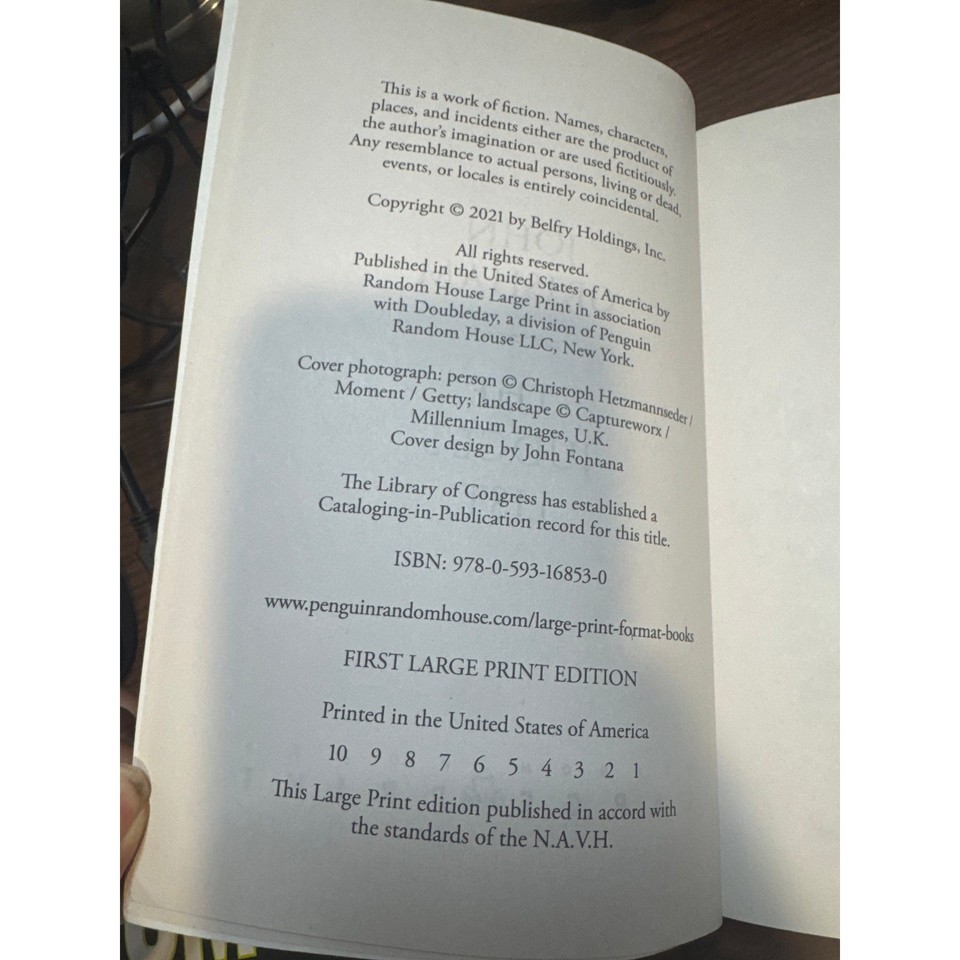 This is a work of fiction. Names, characters,
places, and incidents either are the product of
the author's imagination or are used fictitiously.
Any resemblance to actual persons, living or dead,
events, or locales is entirely coincidental.
Copyright © 2021 by Belfry Holdings, Inc.
All rights reserved.
Published in the United States of America by
Random House Large Print in association
with Doubleday, a division of Penguin
Random House LLC, New York.
Cover photograph: person © Christoph Hetzmannseder /
Moment / Getty; landscape © Captureworx /
Millennium Images, U.K.
Cover design by John Fontana
The Library of Congress has established a
Cataloging-in-Publication record for this title.
ISBN: 978-0-593-16853-0
www.penguinrandomhouse.com/large-print-format-books
FIRST LARGE PRINT EDITION
Printed in the United States of America
10 9 8 7 6 5 4 3 2 1
This Large Print edition published in accord with
the standards of the N.A.V.H.